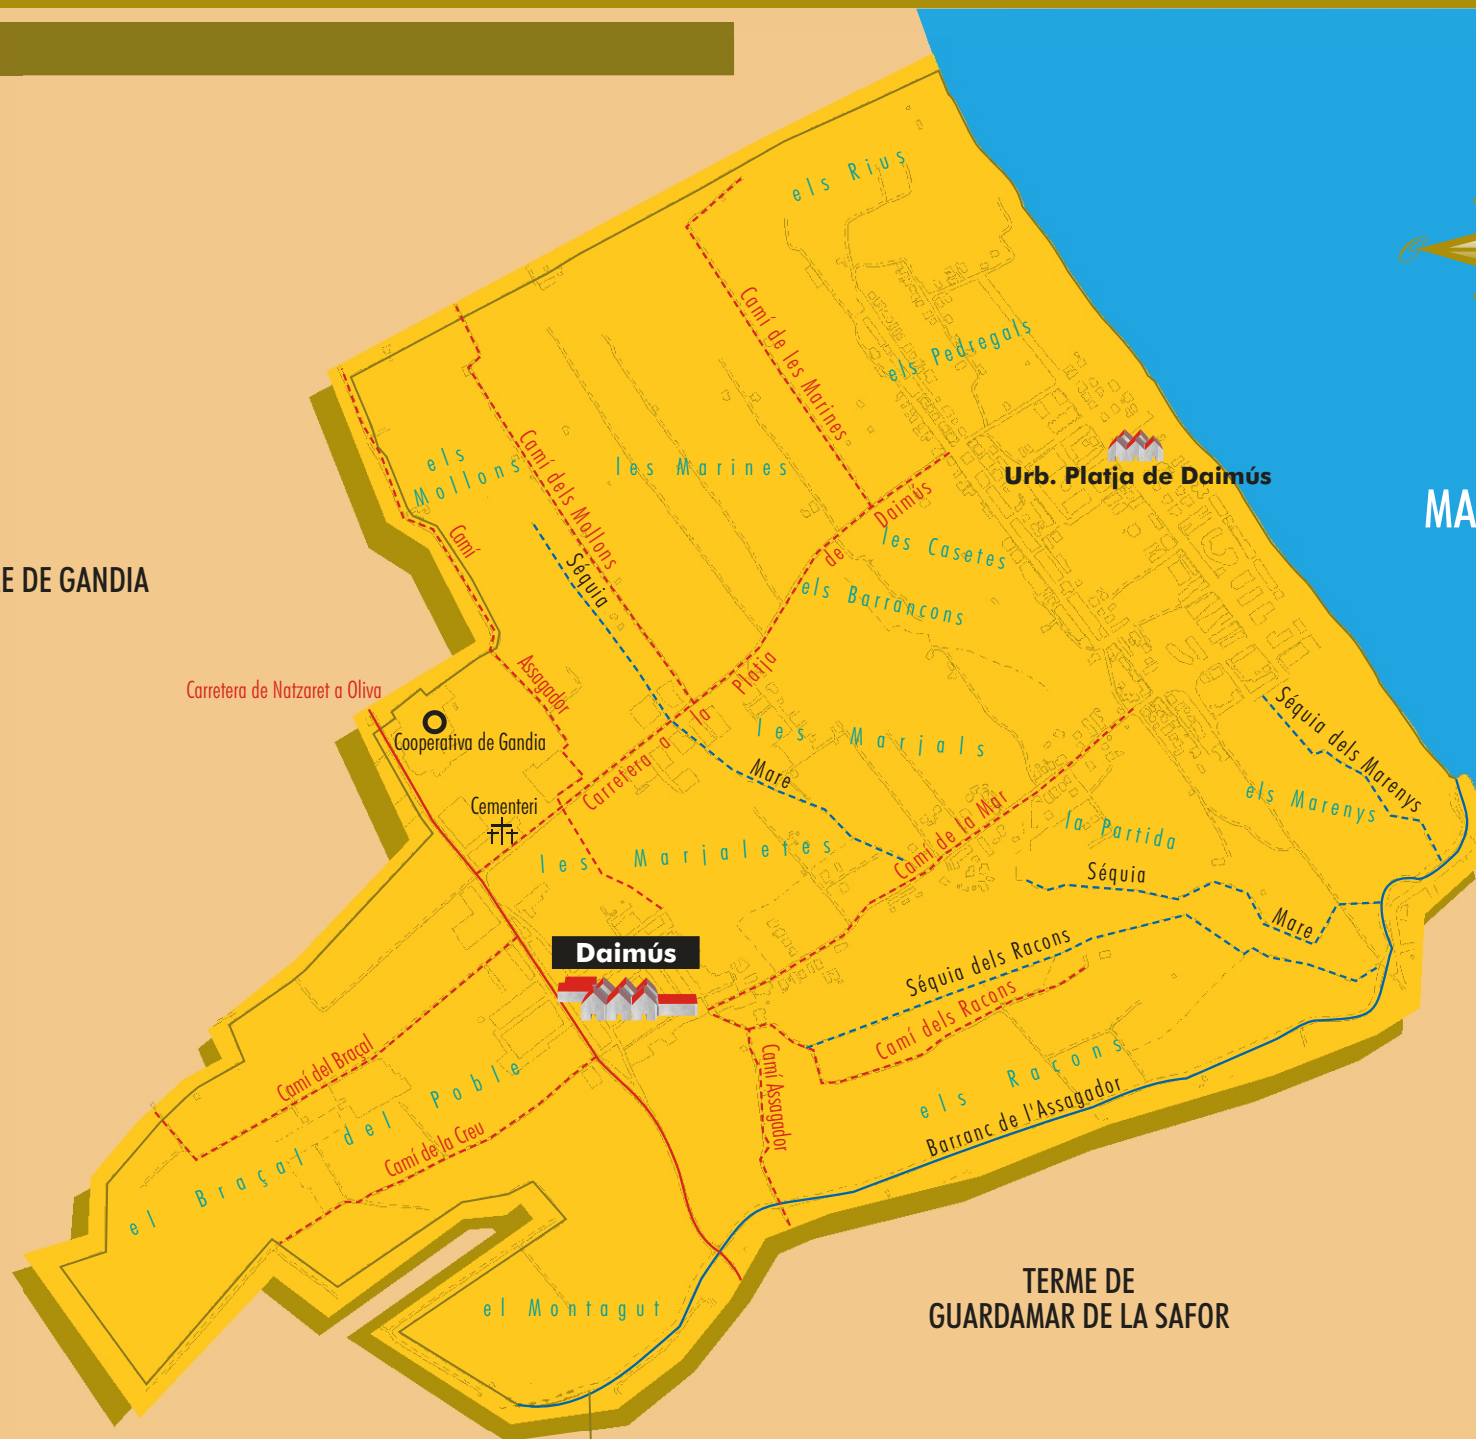 els Rius
Camí de les Marines
els Pedregals
Urb. Platja de Daimús
els
Mollons
Camí dels Mollons
les Marines
MA
Camí
Assagador
Séquia
Mare
Carretera a la Platja de Daimús
les Casetes
els Barrancons
E DE GANDIA
Carretera de Natzaret a Oliva
Cooperativa de Gandia
Cementeri
les Marjals
les Marjaletes
Camí de la Mar
la Partida
els Marenys
Séquia dels Marenys
Séquia
Mare
Daimús
Séquia dels Racons
Camí dels Racons
els Racons
Camí Assagador
Barranc de l'Assagador
Camí del Braçal
el Braçal del Poble
Camí de la Creu
el Montagut
TERME DE
GUARDAMAR DE LA SAFOR